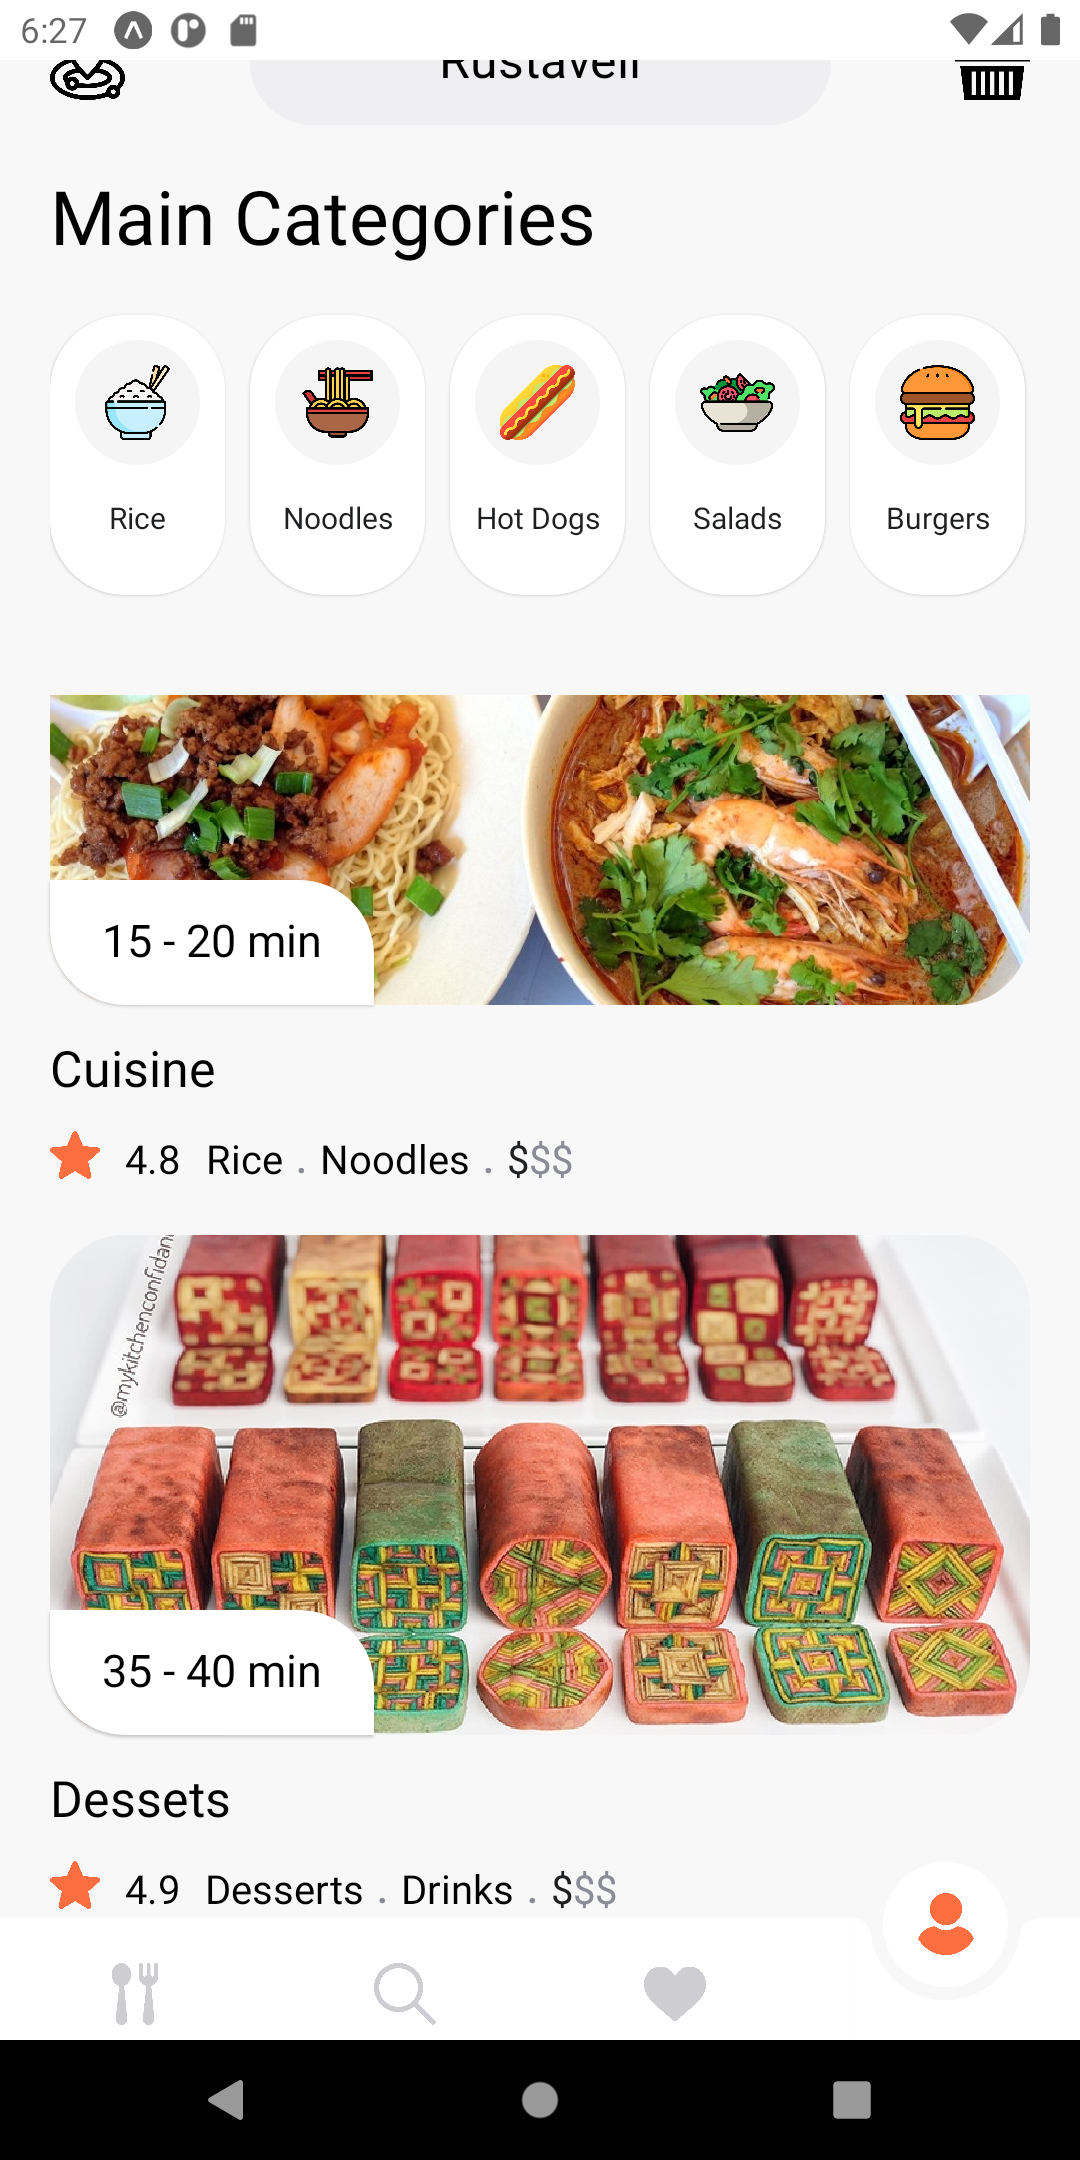 6:27
Rustaveli
Main Categories
Rice
Noodles
Hot Dogs
Salads
Burgers
15 - 20 min
Cuisine
4.8 Rice . Noodles . $$$
@mykitchenconfidant
35 - 40 min
Dessets
4.9 Desserts . Drinks . $$$